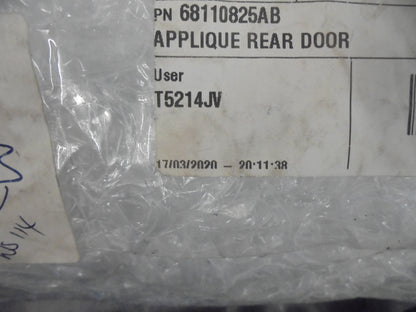 PN 68110825AB
APPLIQUE REAR DOOR
User
T5214JV
17/03/2020 - 20:11:38